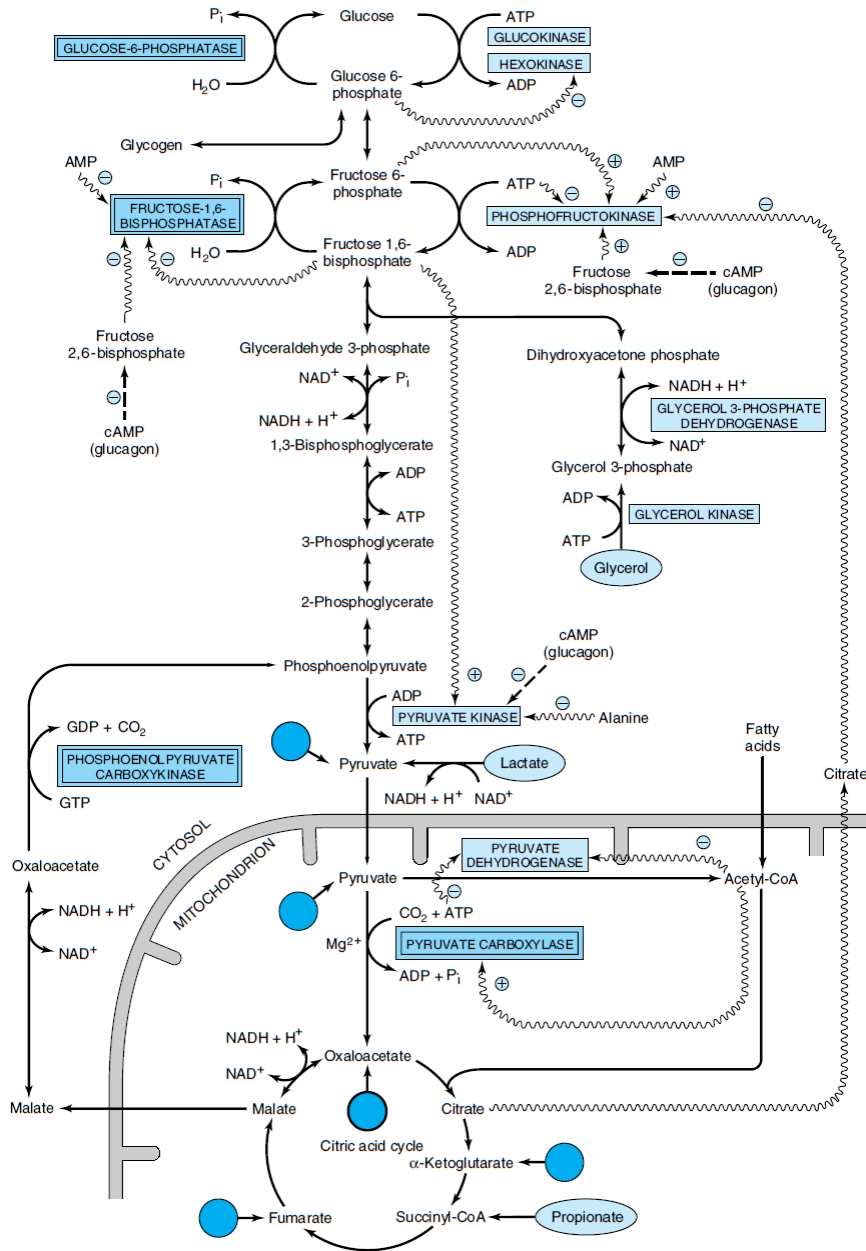 Pi
Glucose
ATP
GLUCOSE-6-PHOSPHATASE
GLUCOKINASE
HEXOKINASE
H2O
Glucose 6-
phosphate
ADP
⊖
Glycogen
AMP
⊖
Pi
Fructose 6-
phosphate
⊕
ATP
⊖
AMP
⊕
⊖
FRUCTOSE-1,6-
BISPHOSPHATASE
PHOSPHOFRUCTOKINASE
H2O
⊖
⊖
Fructose 1,6-
bisphosphate
ADP
⊕
Fructose
2,6-bisphosphate
⊖
cAMP
(glucagon)
Fructose
2,6-bisphosphate
⊖
cAMP
(glucagon)
Glyceraldehyde 3-phosphate
Dihydroxyacetone phosphate
NAD+
Pi
NADH + H+
NADH + H+
GLYCEROL 3-PHOSPHATE
DEHYDROGENASE
NAD+
1,3-Bisphosphoglycerate
Glycerol 3-phosphate
ADP
ATP
ADP
GLYCEROL KINASE
ATP
3-Phosphoglycerate
Glycerol
2-Phosphoglycerate
cAMP
(glucagon)
Phosphoenolpyruvate
⊕
⊖
ADP
PYRUVATE KINASE
⊖
Alanine
ATP
GDP + CO2
PHOSPHOENOLPYRUVATE
CARBOXYKINASE
GTP
Pyruvate
Lactate
NADH + H+
NAD+
Fatty
acids
Citrate
CYTOSOL
MITOCHONDRION
Oxaloacetate
PYRUVATE
DEHYDROGENASE
⊖
Pyruvate
⊖
Acetyl-CoA
NADH + H+
NAD+
CO2 + ATP
Mg2+
PYRUVATE CARBOXYLASE
ADP + Pi
⊕
NADH + H+
NAD+
Oxaloacetate
Malate
Malate
Citrate
Citric acid cycle
α-Ketoglutarate
Fumarate
Succinyl-CoA
Propionate